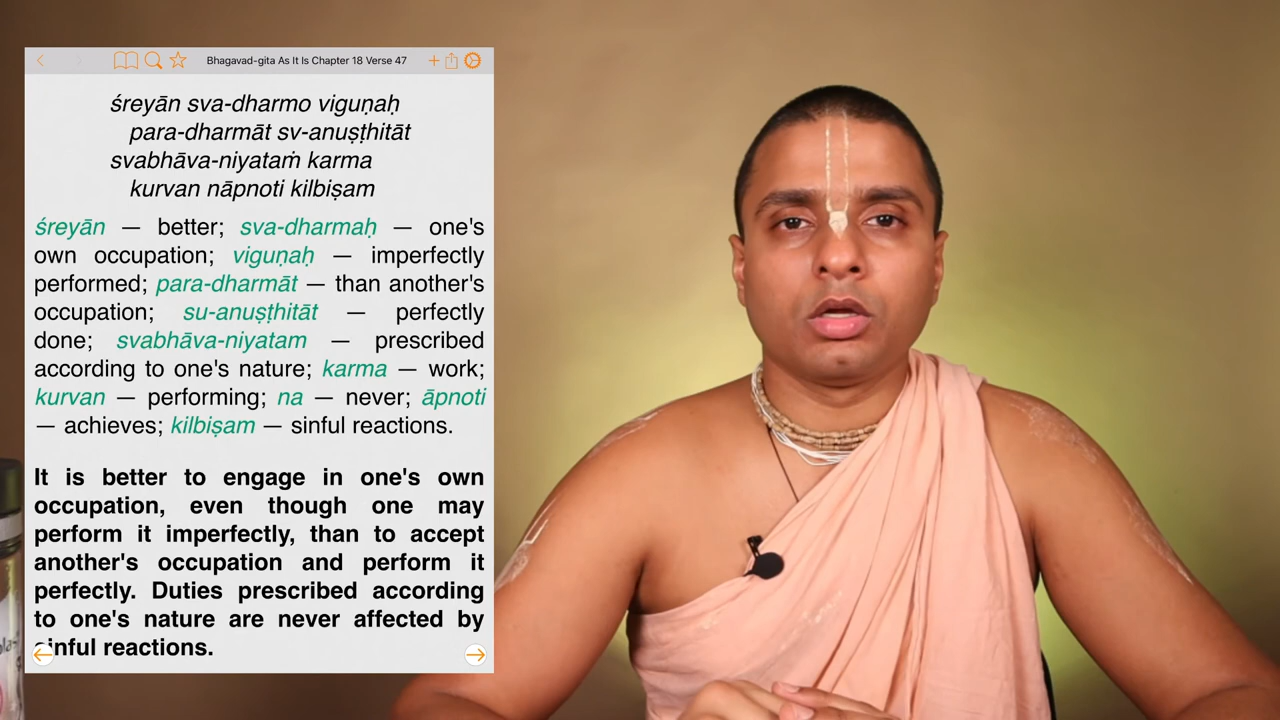 Bhagavad-gita As It Is Chapter 18 Verse 47
śreyān sva-dharmo viguṇaḥ
para-dharmāt sv-anuṣṭhitāt
svabhāva-niyataṁ karma
kurvan nāpnoti kilbiṣam
śreyān — better; sva-dharmaḥ — one's
own occupation; viguṇaḥ — imperfectly
performed; para-dharmāt — than another's
occupation; su-anuṣṭhitāt — perfectly
done; svabhāva-niyatam — prescribed
according to one's nature; karma — work;
kurvan — performing; na — never; āpnoti
— achieves; kilbiṣam — sinful reactions.
It is better to engage in one's own
occupation, even though one may
perform it imperfectly, than to accept
another's occupation and perform it
perfectly. Duties prescribed according
to one's nature are never affected by
sinful reactions.